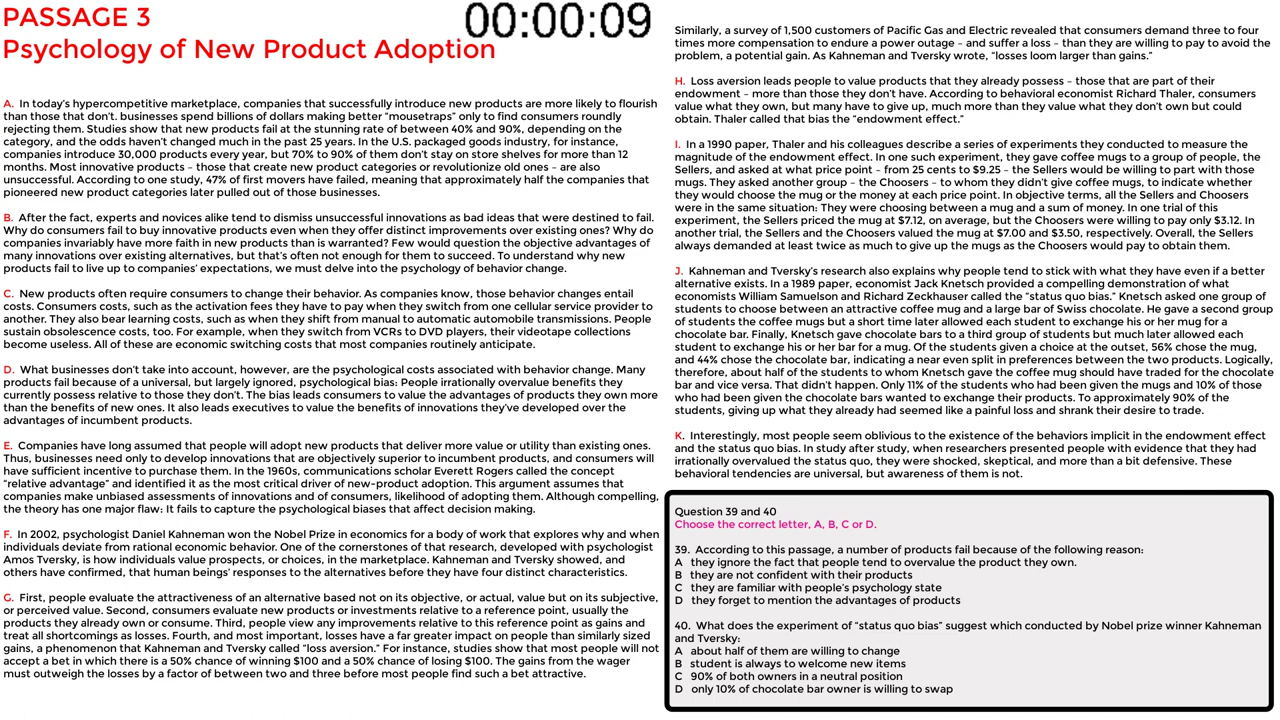 PASSAGE 3
Psychology of New Product Adoption
00:00:09
A. In today's hypercompetitive marketplace, companies that successfully introduce new products are more likely to flourish
than those that don't. businesses spend billions of dollars making better "mousetraps" only to find consumers roundly
rejecting them. Studies show that new products fail at the stunning rate of between 40% and 90%, depending on the
category, and the odds haven't changed much in the past 25 years. In the U.S. packaged goods industry, for instance,
companies introduce 30,000 products every year, but 70% to 90% of them don't stay on store shelves for more than 12
months. Most innovative products – those that create new product categories or revolutionize old ones – are also
unsuccessful. According to one study, 47% of first movers have failed, meaning that approximately half the companies that
pioneered new product categories later pulled out of those businesses.
B. After the fact, experts and novices alike tend to dismiss unsuccessful innovations as bad ideas that were destined to fail.
Why do consumers fail to buy innovative products even when they offer distinct improvements over existing ones? Why do
companies invariably have more faith in new products than is warranted? Few would question the objective advantages of
many innovations over existing alternatives, but that's often not enough for them to succeed. To understand why new
products fail to live up to companies' expectations, we must delve into the psychology of behavior change.
C. New products often require consumers to change their behavior. As companies know, those behavior changes entail
costs. Consumers costs, such as the activation fees they have to pay when they switch from one cellular service provider to
another. They also bear learning costs, such as when they shift from manual to automatic automobile transmissions. People
sustain obsolescence costs, too. For example, when they switch from VCRs to DVD players, their videotape collections
become useless. All of these are economic switching costs that most companies routinely anticipate.
D. What businesses don't take into account, however, are the psychological costs associated with behavior change. Many
products fail because of a universal, but largely ignored, psychological bias: People irrationally overvalue benefits they
currently possess relative to those they don't. The bias leads consumers to value the advantages of products they own more
than the benefits of new ones. It also leads executives to value the benefits of innovations they've developed over the
advantages of incumbent products.
E. Companies have long assumed that people will adopt new products that deliver more value or utility than existing ones.
Thus, businesses need only to develop innovations that are objectively superior to incumbent products, and consumers will
have sufficient incentive to purchase them. In the 1960s, communications scholar Everett Rogers called the concept
"relative advantage" and identified it as the most critical driver of new-product adoption. This argument assumes that
companies make unbiased assessments of innovations and of consumers, likelihood of adopting them. Although compelling,
the theory has one major flaw: It fails to capture the psychological biases that affect decision making.
F. In 2002, psychologist Daniel Kahneman won the Nobel Prize in economics for a body of work that explores why and when
individuals deviate from rational economic behavior. One of the cornerstones of that research, developed with psychologist
Amos Tversky, is how individuals value prospects, or choices, in the marketplace. Kahneman and Tversky showed, and
others have confirmed, that human beings' responses to the alternatives before they have four distinct characteristics.
G. First, people evaluate the attractiveness of an alternative based not on its objective, or actual, value but on its subjective,
or perceived value. Second, consumers evaluate new products or investments relative to a reference point, usually the
products they already own or consume. Third, people view any improvements relative to this reference point as gains and
treat all shortcomings as losses. Fourth, and most important, losses have a far greater impact on people than similarly sized
gains, a phenomenon that Kahneman and Tversky called "loss aversion." For instance, studies show that most people will not
accept a bet in which there is a 50% chance of winning $100 and a 50% chance of losing $100. The gains from the wager
must outweigh the losses by a factor of between two and three before most people find such a bet attractive.
Similarly, a survey of 1,500 customers of Pacific Gas and Electric revealed that consumers demand three to four
times more compensation to endure a power outage – and suffer a loss – than they are willing to pay to avoid the
problem, a potential gain. As Kahneman and Tversky wrote, "losses loom larger than gains."
H. Loss aversion leads people to value products that they already possess – those that are part of their
endowment – more than those they don't have. According to behavioral economist Richard Thaler, consumers
value what they own, but many have to give up, much more than they value what they don't own but could
obtain. Thaler called that bias the "endowment effect."
I. In a 1990 paper, Thaler and his colleagues describe a series of experiments they conducted to measure the
magnitude of the endowment effect. In one such experiment, they gave coffee mugs to a group of people, the
Sellers, and asked at what price point – from 25 cents to $9.25 – the Sellers would be willing to part with those
mugs. They asked another group – the Choosers – to whom they didn't give coffee mugs, to indicate whether
they would choose the mug or the money at each price point. In objective terms, all the Sellers and Choosers
were in the same situation: They were choosing between a mug and a sum of money. In one trial of this
experiment, the Sellers priced the mug at $7.12, on average, but the Choosers were willing to pay only $3.12. In
another trial, the Sellers and the Choosers valued the mug at $7.00 and $3.50, respectively. Overall, the Sellers
always demanded at least twice as much to give up the mugs as the Choosers would pay to obtain them.
J. Kahneman and Tversky's research also explains why people tend to stick with what they have even if a better
alternative exists. In a 1989 paper, economist Jack Knetsch provided a compelling demonstration of what
economists William Samuelson and Richard Zeckhauser called the "status quo bias." Knetsch asked one group of
students to choose between an attractive coffee mug and a large bar of Swiss chocolate. He gave a second group
of students the coffee mugs but a short time later allowed each student to exchange his or her mug for a
chocolate bar. Finally, Knetsch gave chocolate bars to a third group of students but much later allowed each
student to exchange his or her bar for a mug. Of the students given a choice at the outset, 56% chose the mug,
and 44% chose the chocolate bar, indicating a near even split in preferences between the two products. Logically,
therefore, about half of the students to whom Knetsch gave the coffee mug should have traded for the chocolate
bar and vice versa. That didn't happen. Only 11% of the students who had been given the mugs and 10% of those
who had been given the chocolate bars wanted to exchange their products. To approximately 90% of the
students, giving up what they already had seemed like a painful loss and shrank their desire to trade.
K. Interestingly, most people seem oblivious to the existence of the behaviors implicit in the endowment effect
and the status quo bias. In study after study, when researchers presented people with evidence that they had
irrationally overvalued the status quo, they were shocked, skeptical, and more than a bit defensive. These
behavioral tendencies are universal, but awareness of them is not.
Question 39 and 40
Choose the correct letter, A, B, C or D.
39. According to this passage, a number of products fail because of the following reason:
A they ignore the fact that people tend to overvalue the product they own.
B they are not confident with their products
C they are familiar with people's psychology state
D they forget to mention the advantages of products
40. What does the experiment of "status quo bias" suggest which conducted by Nobel prize winner Kahneman
and Tversky:
A about half of them are willing to change
B student is always to welcome new items
C 90% of both owners in a neutral position
D only 10% of chocolate bar owner is willing to swap